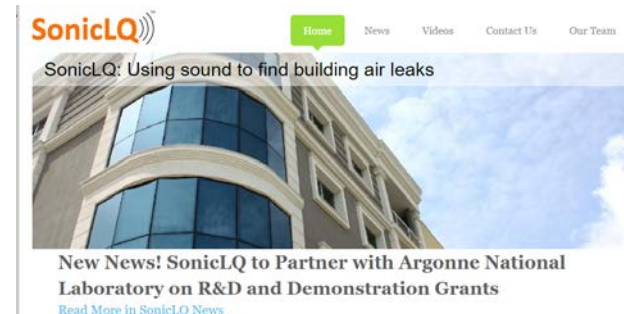 SonicLQ
Home News Videos Contact Us Our Team
SonicLQ: Using sound to find building air leaks
New News! SonicLQ to Partner with Argonne National
Laboratory on R&D and Demonstration Grants
Read More in SonicLQ News